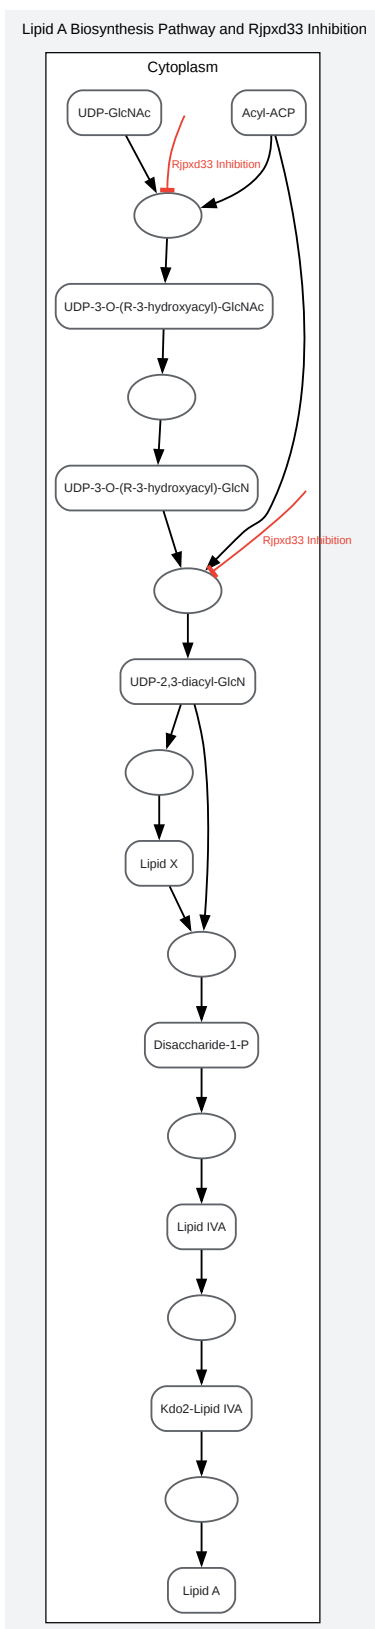 Lipid A Biosynthesis Pathway and Rjpxd33 Inhibition
Cytoplasm
UDP-GlcNAc
Acyl-ACP
Rjpxd33 Inhibition
UDP-3-O-(R-3-hydroxyacyl)-GlcNAc
UDP-3-O-(R-3-hydroxyacyl)-GlcN
Rjpxd33 Inhibition
UDP-2,3-diacyl-GlcN
Lipid X
Disaccharide-1-P
Lipid IVA
Kdo2-Lipid IVA
Lipid A